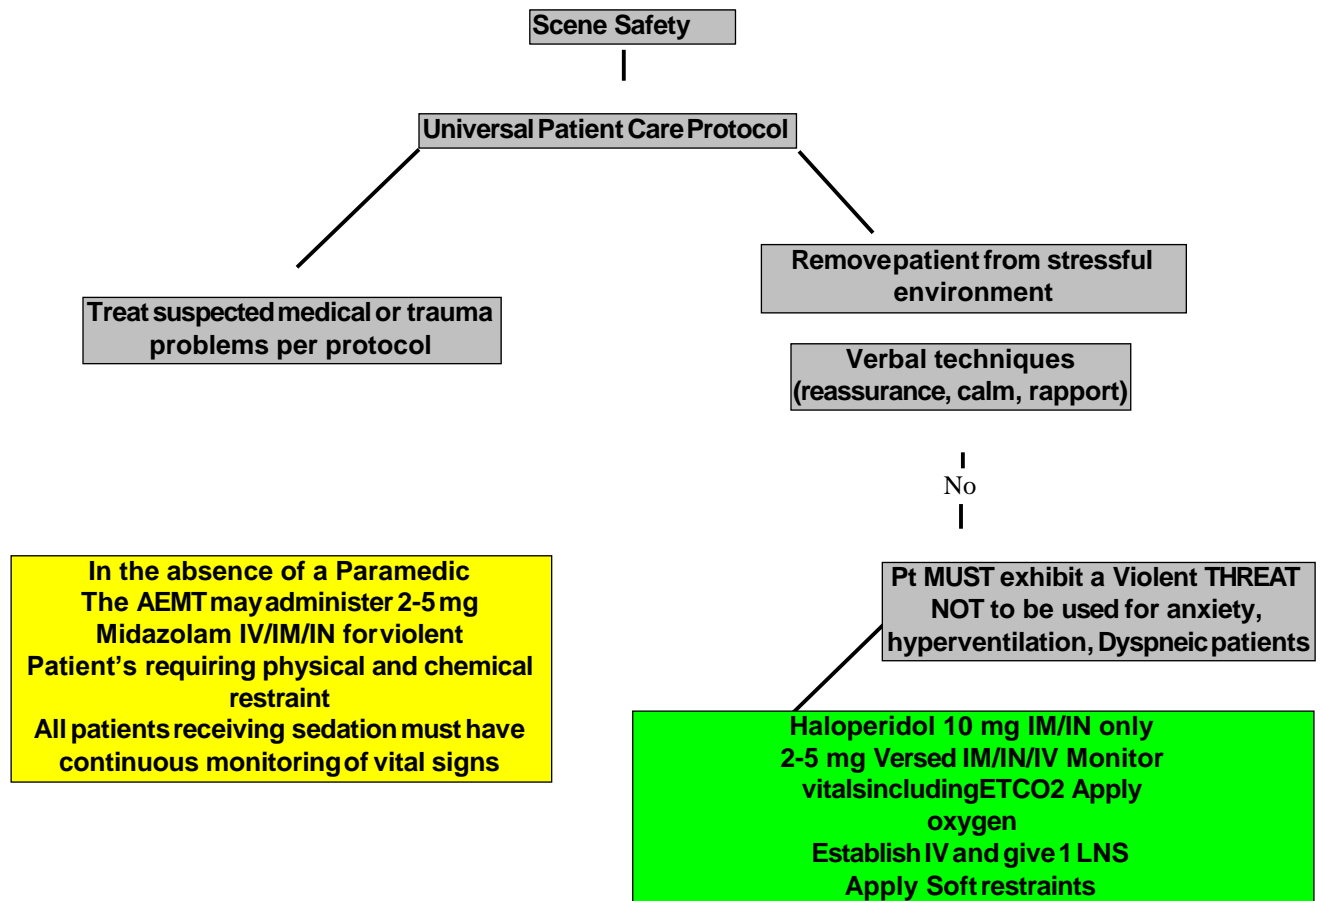 Scene Safety
Universal Patient Care Protocol
Remove patient from stressful
environment
Treat suspected medical or trauma
problems per protocol
Verbal techniques
(reassurance, calm, rapport)
No
In the absence of a Paramedic
The AEMT may administer 2-5 mg
Midazolam IV/IM/IN for violent
Patient's requiring physical and chemical
restraint
All patients receiving sedation must have
continuous monitoring of vital signs
Pt MUST exhibit a Violent THREAT
NOT to be used for anxiety,
hyperventilation, Dyspneic patients
Haloperidol 10 mg IM/IN only
2-5 mg Versed IM/IN/IV Monitor
vitals including ETCO2 Apply
oxygen
Establish IV and give 1 LNS
Apply Soft restraints